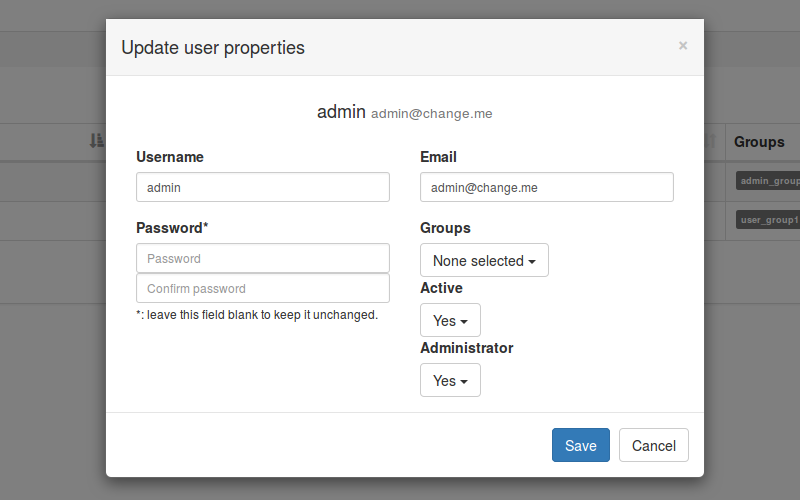 Update user properties ×
admin admin@change.me
Username
admin
Email
admin@change.me
Password*
Password
Confirm password
*: leave this field blank to keep it unchanged.
Groups
None selected
Active
Yes
Administrator
Yes
Save Cancel
Groups
admin_group
user_group1